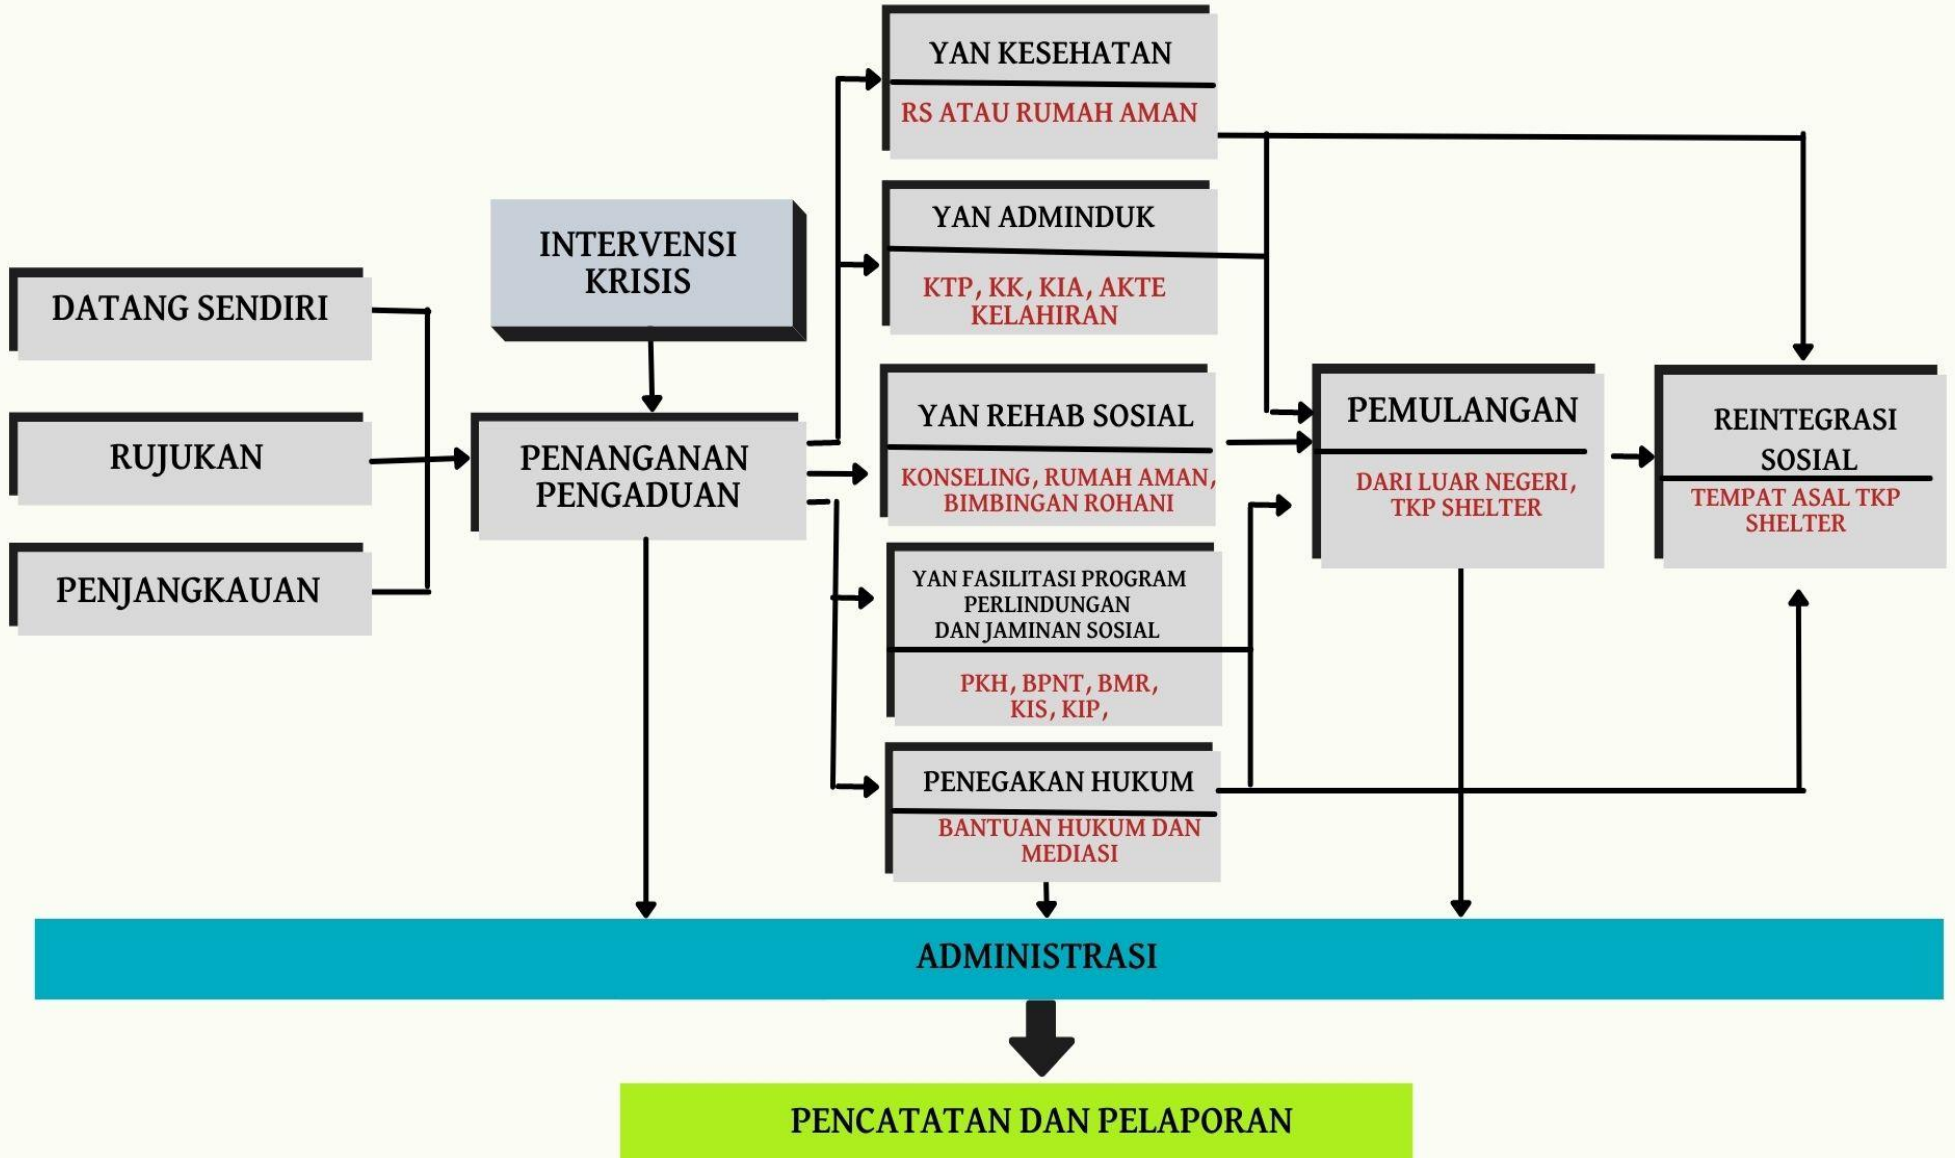 DATANG SENDIRI
RUJUKAN
PENJANGKAUAN
INTERVENSI
KRISIS
PENANGANAN
PENGADUAN
YAN KESEHATAN
RS ATAU RUMAH AMAN
YAN ADMINDUK
KTP, KK, KIA, AKTE
KELAHIRAN
YAN REHAB SOSIAL
KONSELING, RUMAH AMAN,
BIMBINGAN ROHANI
YAN FASILITASI PROGRAM
PERLINDUNGAN
DAN JAMINAN SOSIAL
PKH, BPNT, BMR,
KIS, KIP,
PENEGAKAN HUKUM
BANTUAN HUKUM DAN
MEDIASI
PEMULANGAN
DARI LUAR NEGERI,
TKP SHELTER
REINTEGRASI
SOSIAL
TEMPAT ASAL TKP
SHELTER
ADMINISTRASI
PENCATATAN DAN PELAPORAN